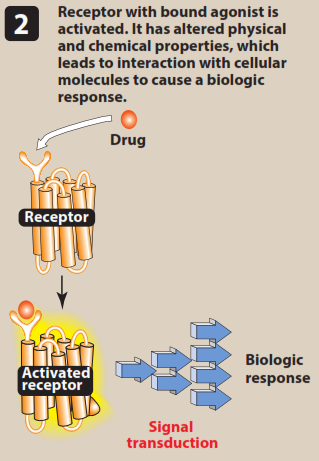 2
Receptor with bound agonist is
activated. It has altered physical
and chemical properties, which
leads to interaction with cellular
molecules to cause a biologic
response.
Drug
Receptor
Activated
receptor
Biologic
response
Signal
transduction